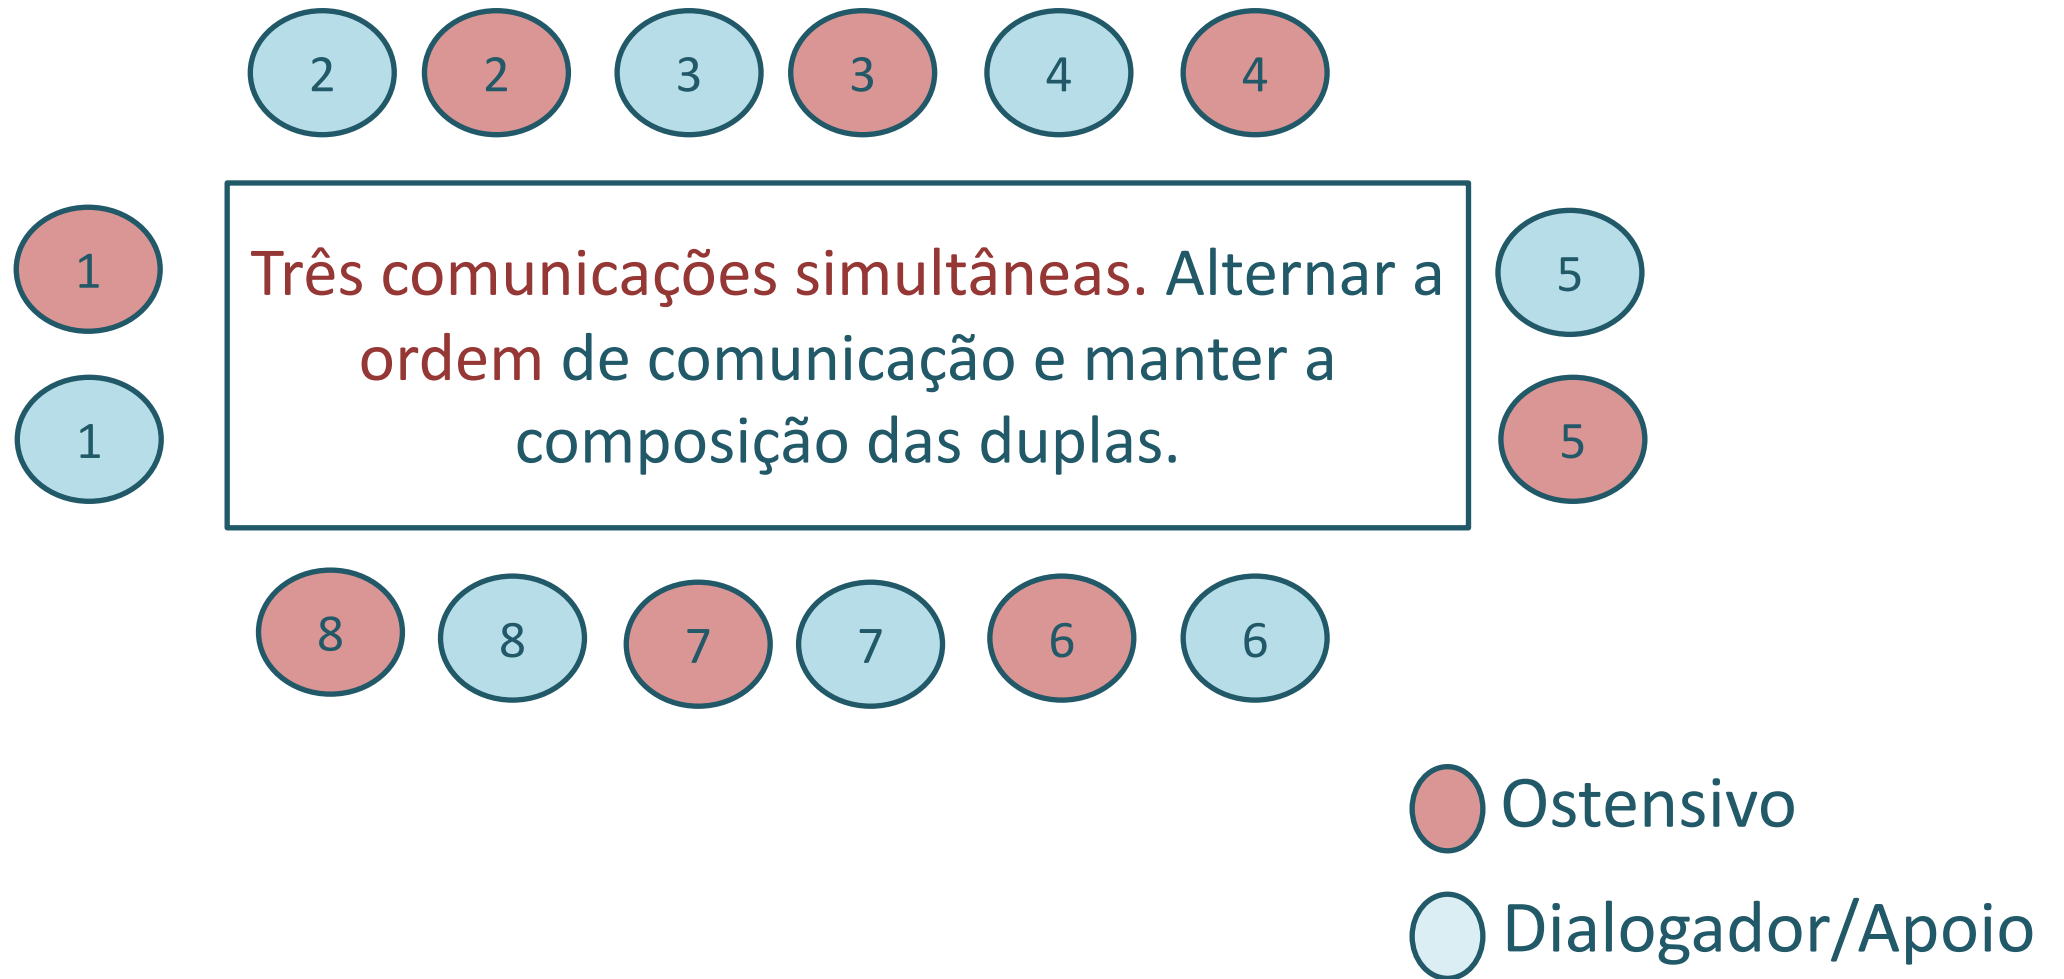 2 2 3 3 4 4
1
Três comunicações simultâneas. Alternar a
ordem de comunicação e manter a
composição das duplas.
5
1
5
8 8 7 7 6 6
Ostensivo
Dialogador/Apoio